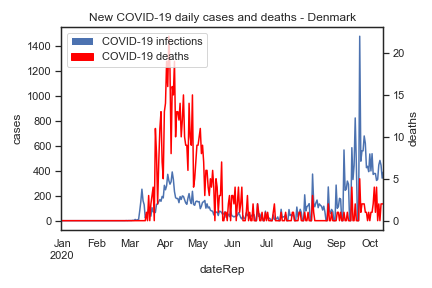 New COVID-19 daily cases and deaths - Denmark
COVID-19 infections
COVID-19 deaths
1400
1200
1000
800
600
400
200
0
cases
20
15
10
5
0
deaths
Jan Feb Mar Apr May Jun Jul Aug Sep Oct
2020
dateRep